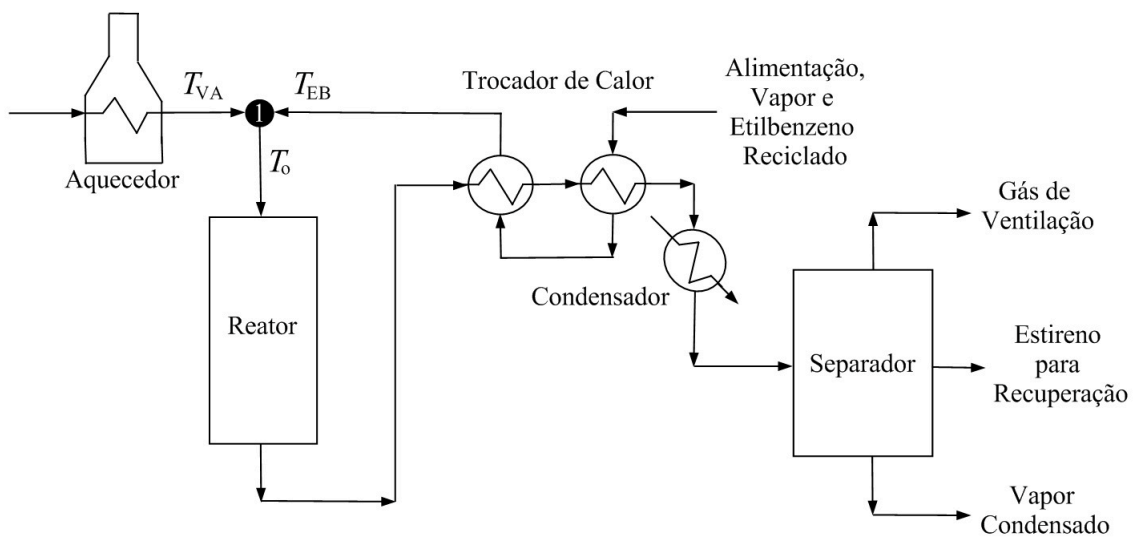 Trocador de Calor
Alimentação,
Vapor e
Etilbenzeno
Reciclado
T_VA
1
T_EB
Aquecedor
T_o
Gás de
Ventilação
Condensador
Reator
Separador
Estireno
para
Recuperação
Vapor
Condensado